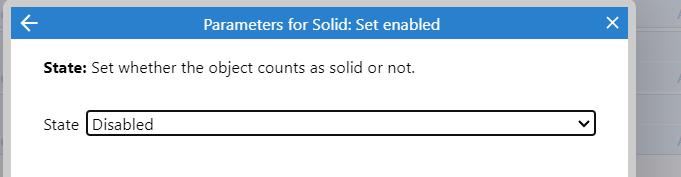 Parameters for Solid: Set enabled
State: Set whether the object counts as solid or not.
State Disabled